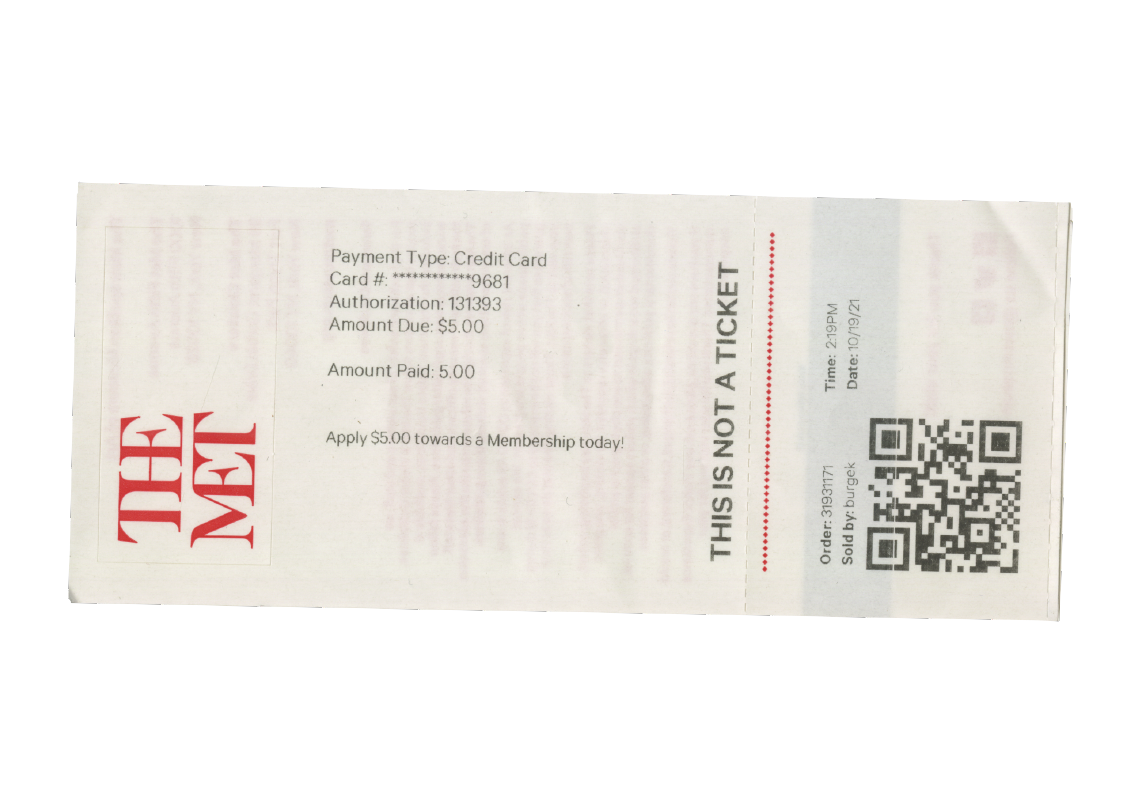 THE
MET
Payment Type: Credit Card
Card #: ************9681
Authorization: 131393
Amount Due: $5.00
Amount Paid: 5.00
Apply $5.00 towards a Membership today!
THIS IS NOT A TICKET
Order: 31931171 Time: 2:19PM
Sold by: burgek Date: 10/19/21